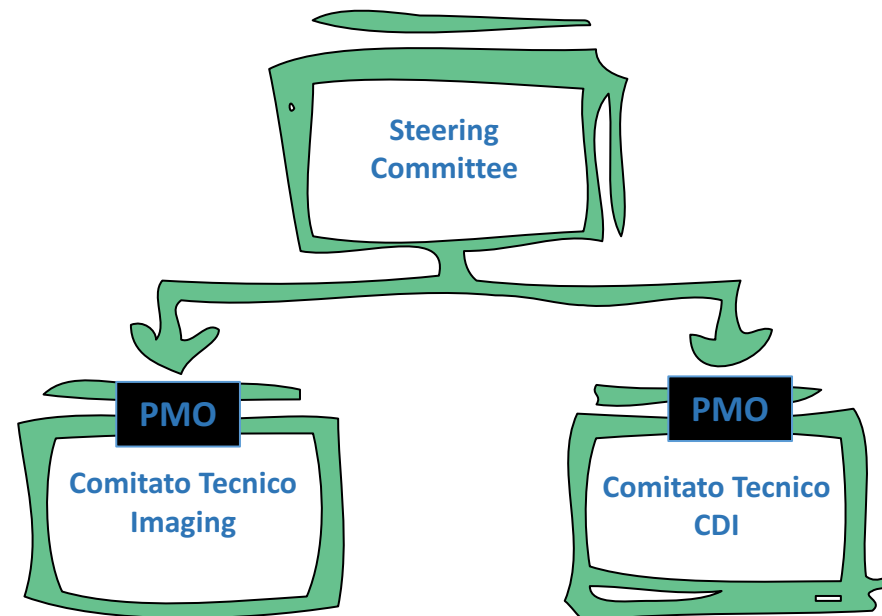 Steering
Committee
PMO
Comitato Tecnico
Imaging
PMO
Comitato Tecnico
CDI